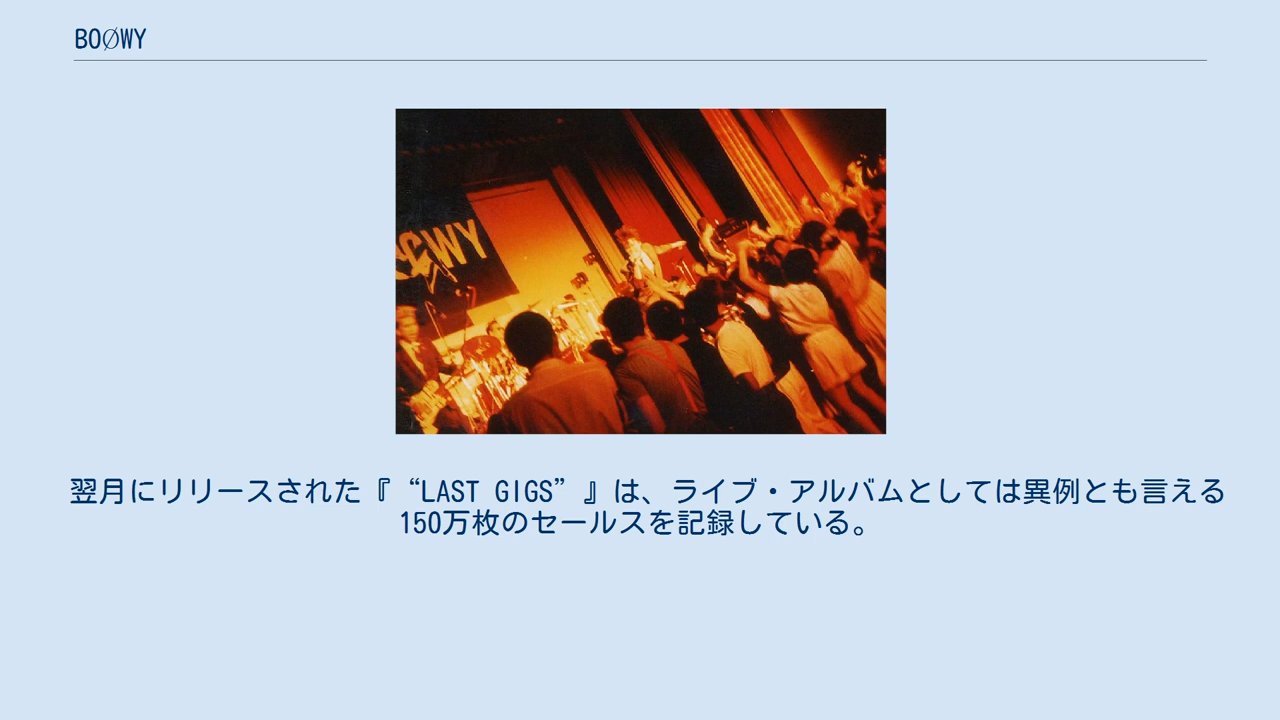 BOØWY
翌月にリリースされた『“LAST GIGS”』は、ライブ・アルバムとしては異例とも言える
150万枚のセールスを記録している。